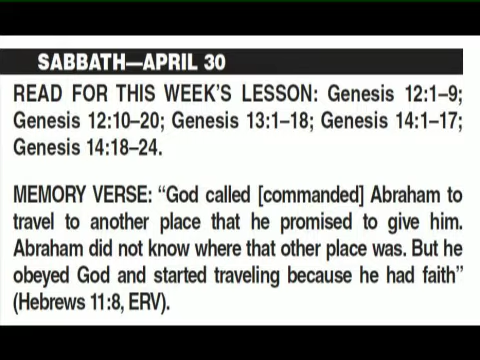 SABBATH—APRIL 30
READ FOR THIS WEEK'S LESSON: Genesis 12:1–9;
Genesis 12:10–20; Genesis 13:1–18; Genesis 14:1–17;
Genesis 14:18–24.
MEMORY VERSE: “God called [commanded] Abraham to
travel to another place that he promised to give him.
Abraham did not know where that other place was. But he
obeyed God and started traveling because he had faith”
(Hebrews 11:8, ERV).